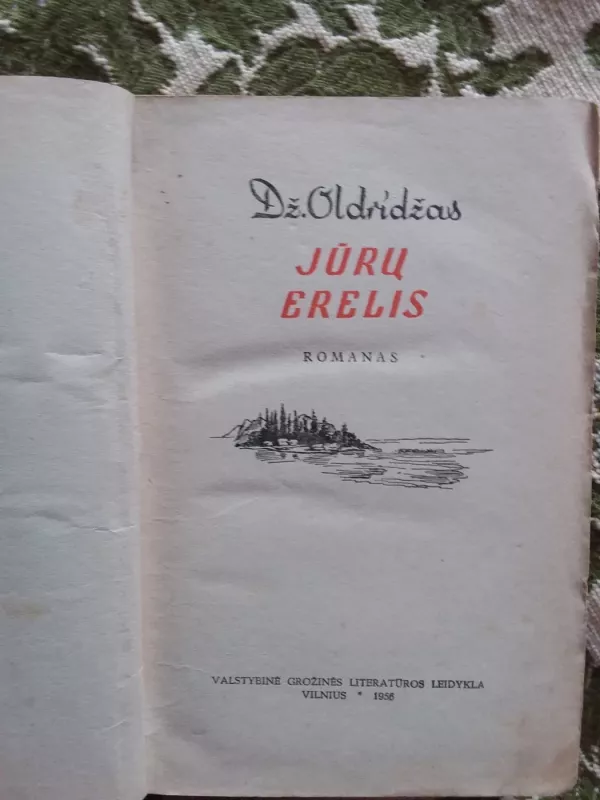 Dž. Oldridžas
JŪRŲ
ERELIS
ROMANAS
VALSTYBINĖ GROŽINĖS LITERATŪROS LEIDYKLA
VILNIUS * 1956